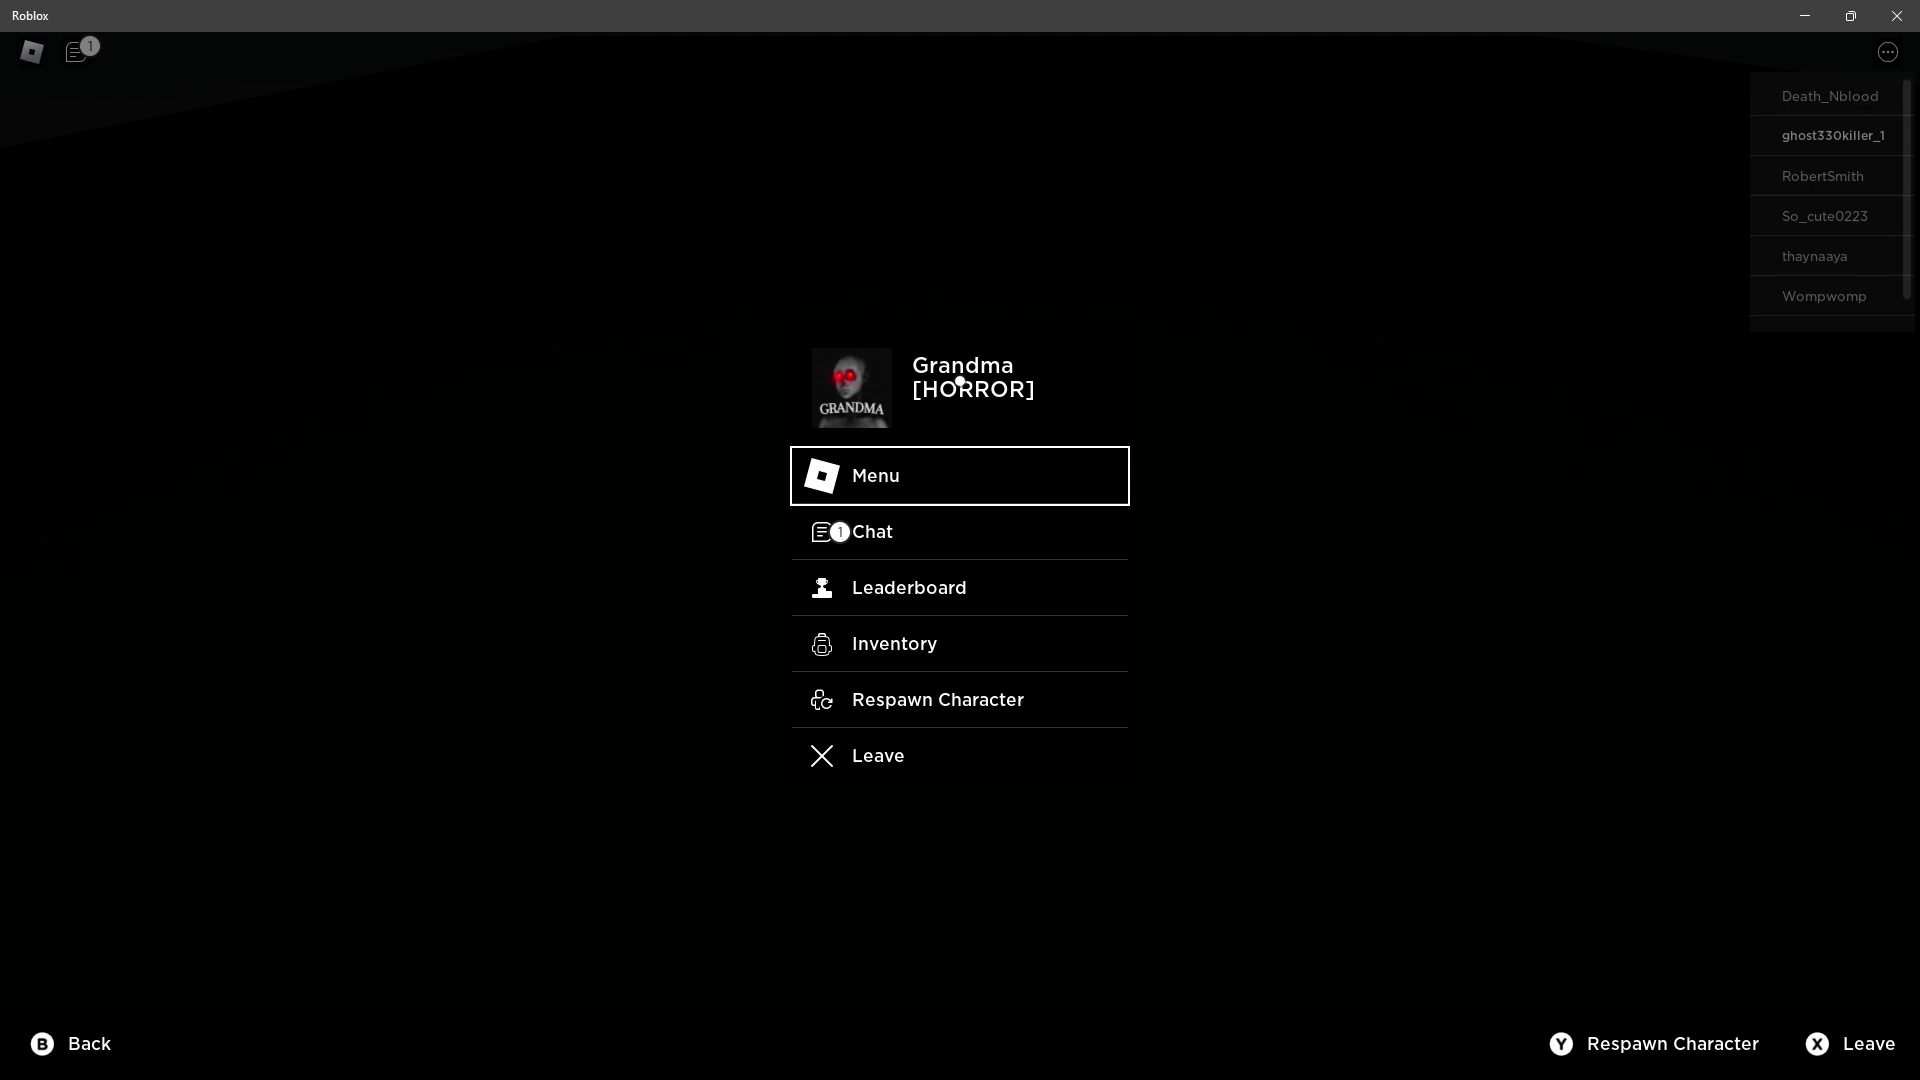 Roblox
1
Death_Nblood
ghost330killer_1
RobertSmith
So_cute0223
thaynaaya
Wompwomp
GRANDMA
Grandma
[HORROR]
Menu
1 Chat
Leaderboard
Inventory
Respawn Character
Leave
B Back
Y Respawn Character
X Leave